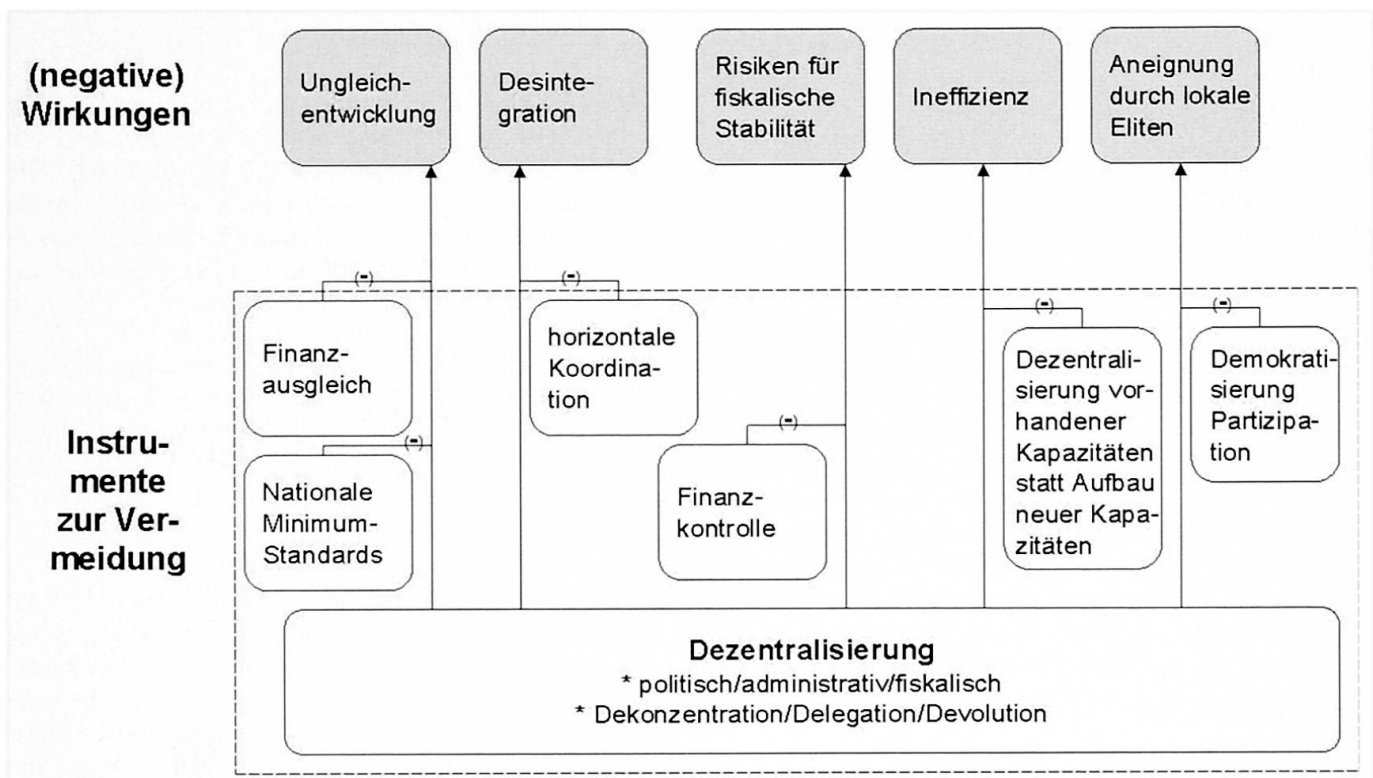 (negative)
Wirkungen
Ungleich-
entwicklung
Desinte-
gration
Risiken für
fiskalische
Stabilität
Ineffizienz
Aneignung
durch lokale
Eliten
(-)
(-)
(-)
(-)
Instru-
mente
zur Ver-
meidung
Finanz-
ausgleich
(-)
Nationale
Minimum-
Standards
horizontale
Koordina-
tion
(-)
Finanz-
kontrolle
Dezentrali-
sierung vor-
handener
Kapazitäten
statt Aufbau
neuer Kapa-
zitäten
Demokrati-
sierung
Partizipa-
tion
Dezentralisierung
* politisch/administrativ/fiskalisch
* Dekonzentration/Delegation/Devolution